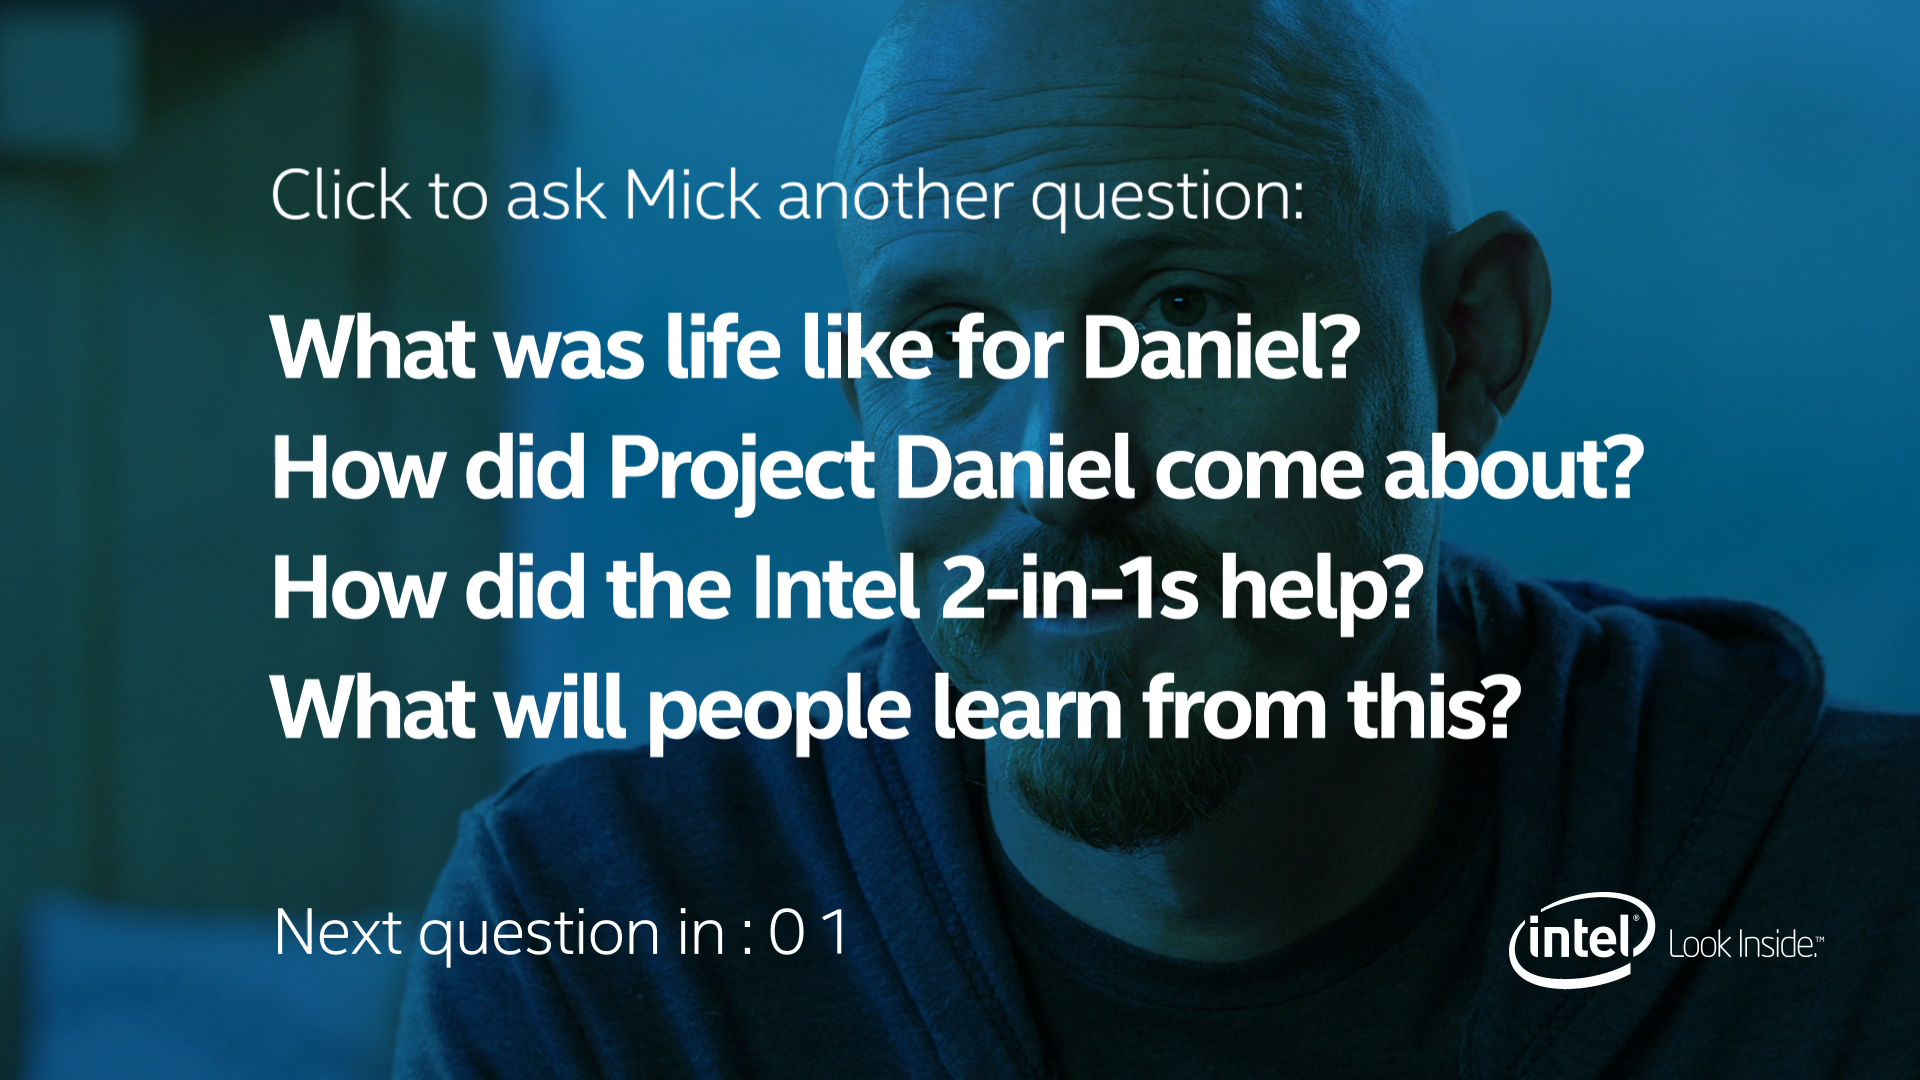 Click to ask Mick another question:
What was life like for Daniel?
How did Project Daniel come about?
How did the Intel 2-in-1s help?
What will people learn from this?
Next question in : 0 1
intel® Look Inside.™